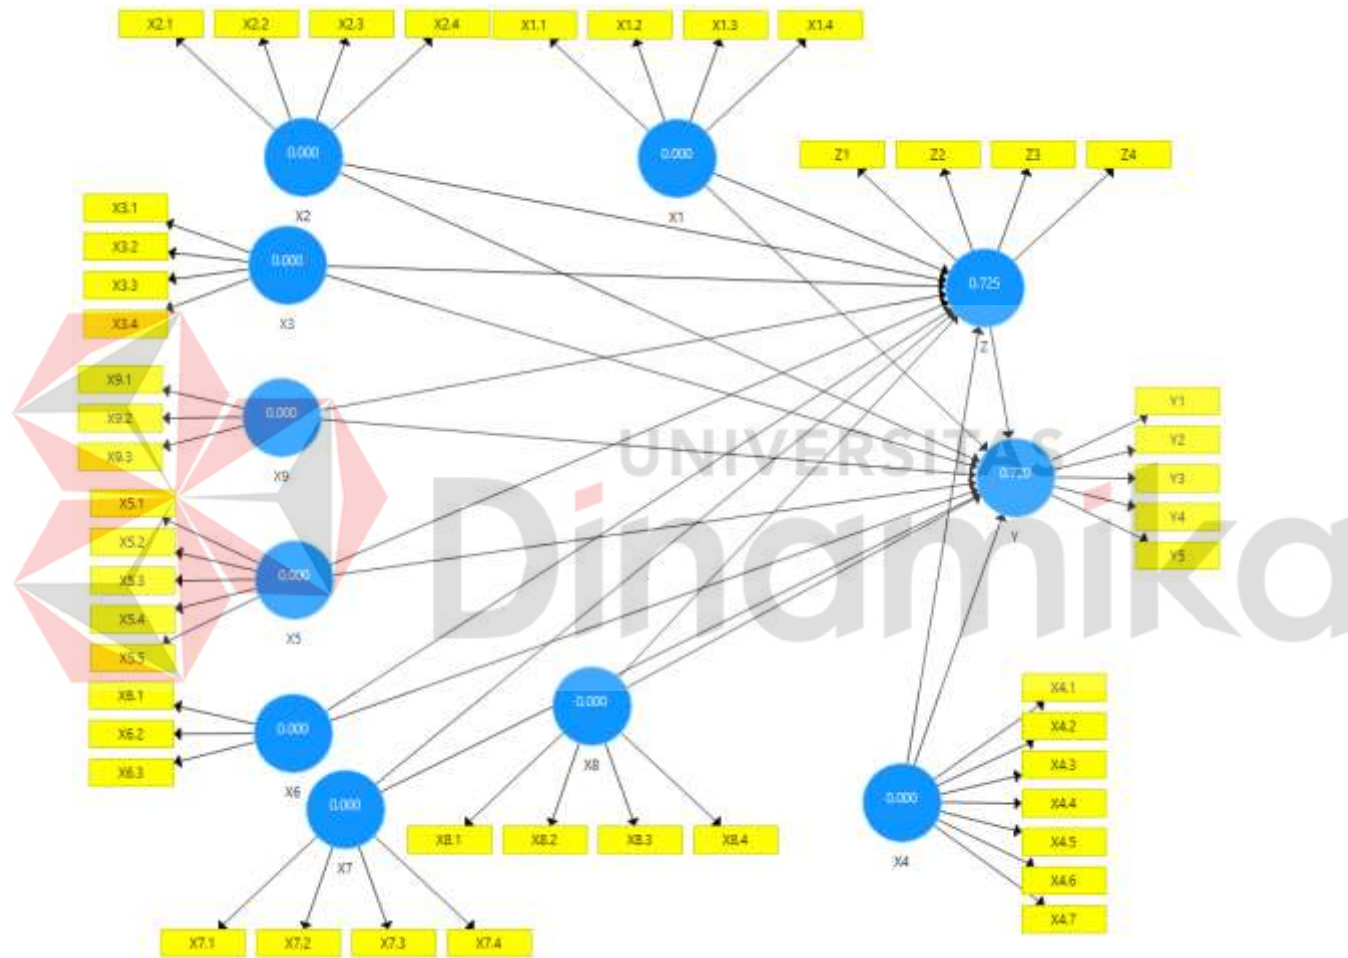 X2.1 X2.2 X2.3 X2.4 X1.1 X1.2 X1.3 X1.4
0.000 0.000
X2 X1
Z1 Z2 Z3 Z4
X3.1
X3.2
X3.3
X3.4
0.000
X3
0.725
Z
X9.1
X9.2
X9.3
0.000
X9
UNIVERSITAS
Dinamika
Y1
Y2
Y3
Y4
Y5
Y
X5.1
X5.2
X5.3
X5.4
X5.5
0.000
X5
X6.1
X6.2
X6.3
0.000
X6
0.000
X7
0.000
X8
X8.1 X8.2 X8.3 X8.4
X4.1
X4.2
X4.3
X4.4
X4.5
X4.6
X4.7
0.000
X4
X7.1 X7.2 X7.3 X7.4